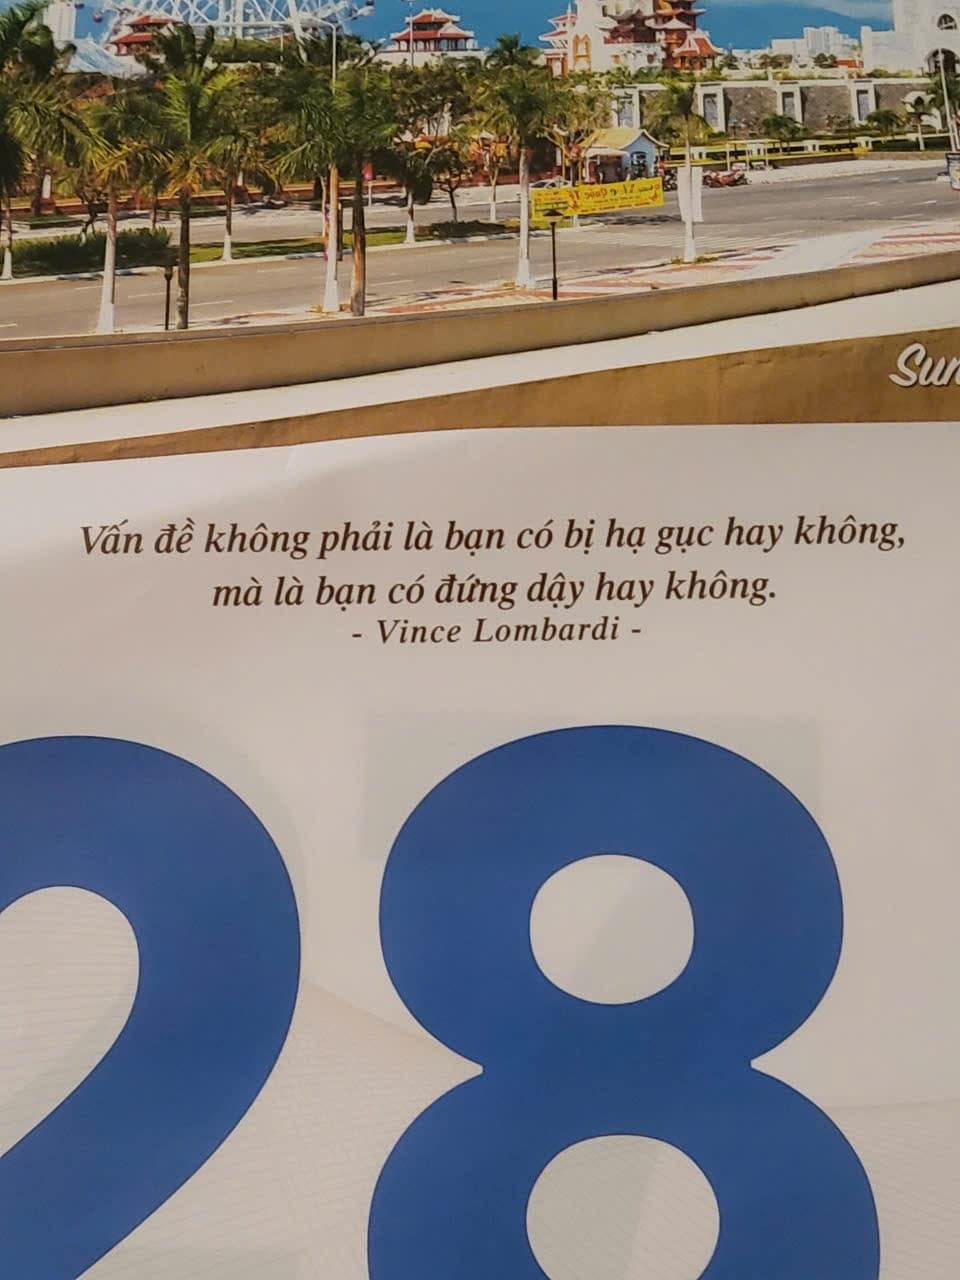 Sun
Vấn đề không phải là bạn có bị hạ gục hay không,
mà là bạn có đứng dậy hay không.
- Vince Lombardi -
28